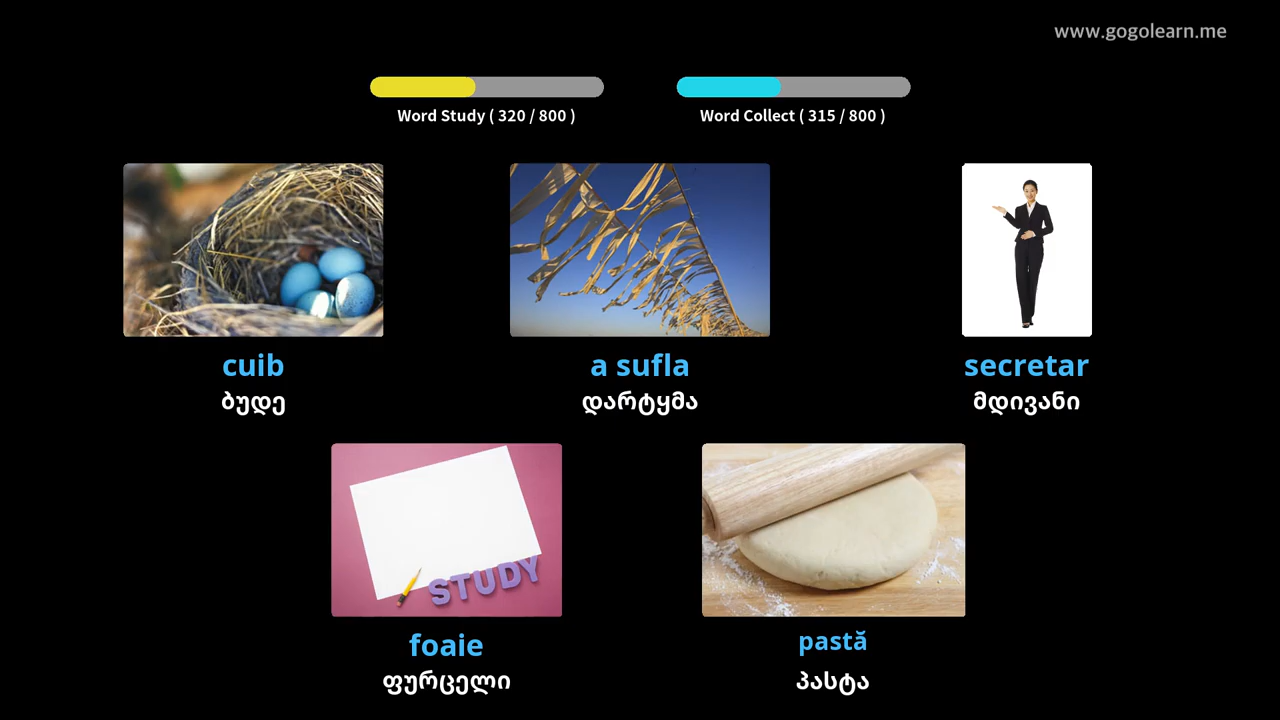 www.gogolearn.me
Word Study ( 320 / 800 )
Word Collect ( 315 / 800 )
cuib
ბუდე
a sufla
დარტყმა
secretar
მდივანი
STUDY
foaie
ფურცელი
pastă
პასტა